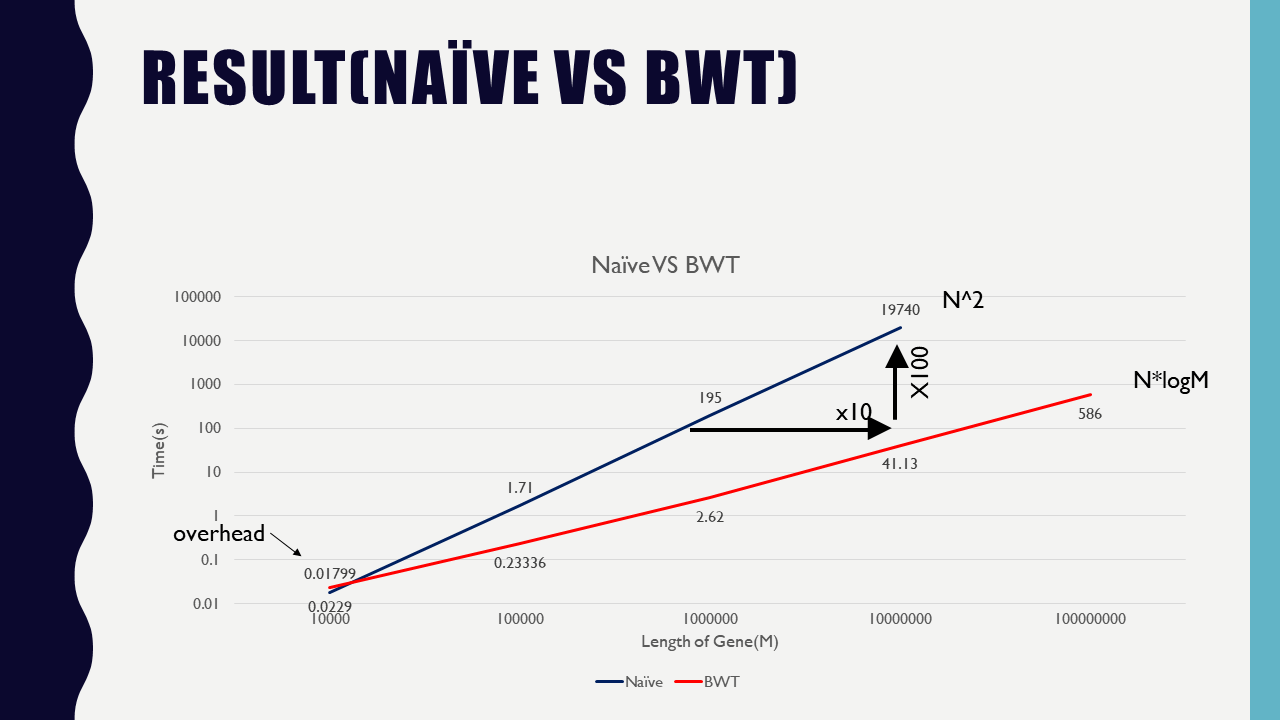 RESULT(NAÏVE VS BWT)
Naïve VS BWT
100000
10000
1000
100
10
1
0.1
0.01
Time(s)
19740
N^2
X100
x10
N*logM
195
586
41.13
1.71
2.62
overhead
0.23336
0.01799
0.0229
10000
100000
1000000
10000000
100000000
Length of Gene(M)
Naïve
BWT